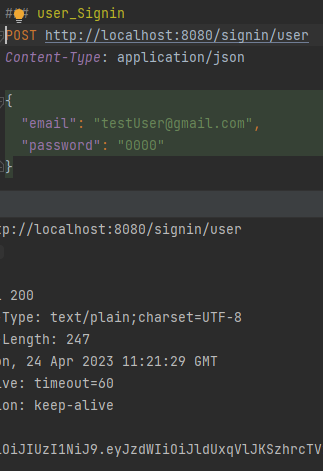 ### user_Signin
POST http://localhost:8080/signin/user
Content-Type: application/json
{
"email": "testUser@gmail.com",
"password": "0000"
}
tp://localhost:8080/signin/user
200
Type: text/plain;charset=UTF-8
Length: 247
n, 24 Apr 2023 11:21:29 GMT
ve: timeout=60
ion: keep-alive
OiJIUzI1NiJ9.eyJzdWIiOiJldUxqVlJKSzhrcTV